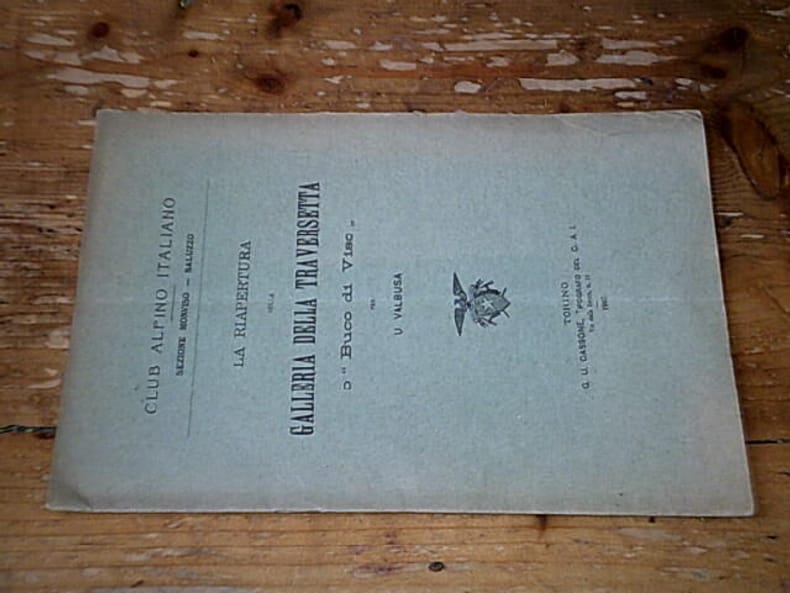 CLUB ALPINO ITALIANO
SEZIONE MONVISO — SALUZZO
LA RIAPERTURA
DELLA
GALLERIA DELLA TRAVERSETTA
O “ Buco di Viso „
PER
U. VALBUSA
TORINO
G. U. CASSONE, TIPOGRAFO DEL C. A. I.